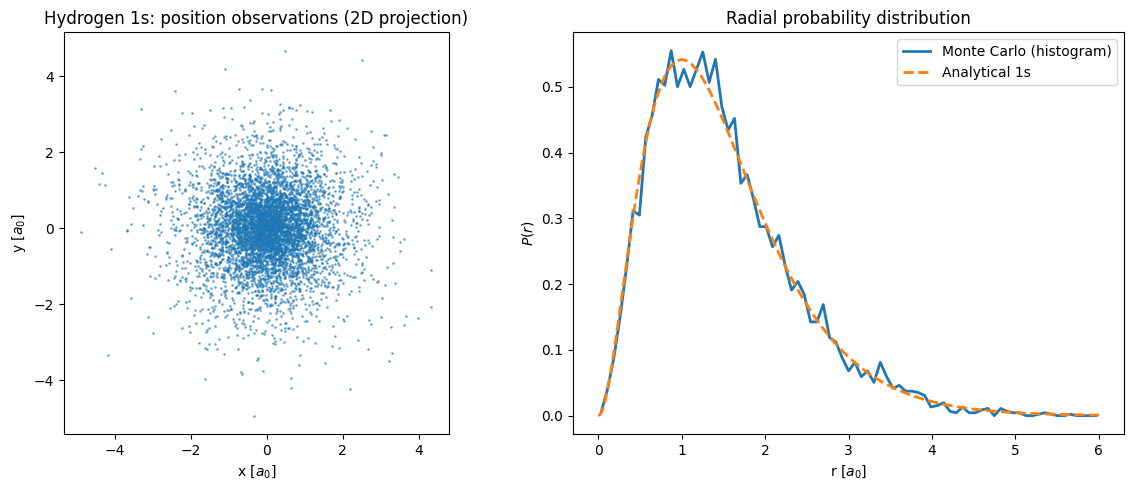 Hydrogen 1s: position observations (2D projection)
4
2
0
−2
−4
y [a₀]
−4 −2 0 2 4
x [a₀]
Radial probability distribution
Monte Carlo (histogram)
Analytical 1s
0.5
0.4
0.3
0.2
0.1
0.0
P(r)
0 1 2 3 4 5 6
r [a₀]